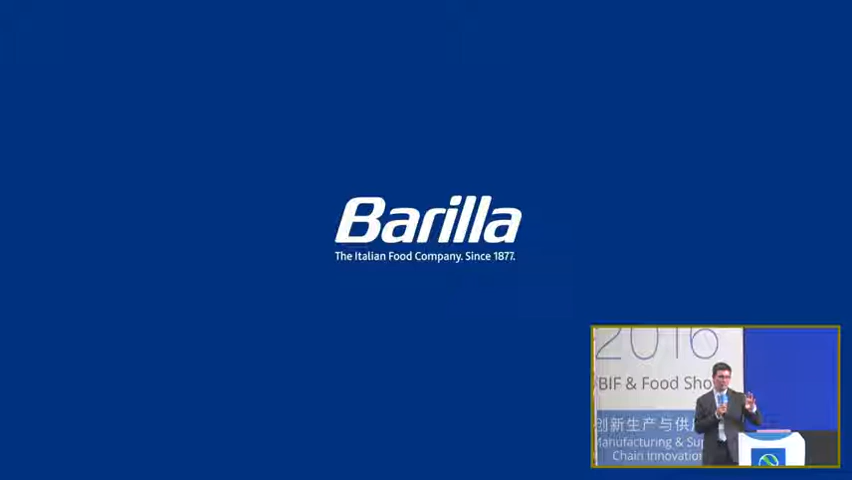 Barilla
The Italian Food Company. Since 1877.
2016
BIF & Food Sho
创新生产与供
Manufacturing & Sup
Chain Innovation